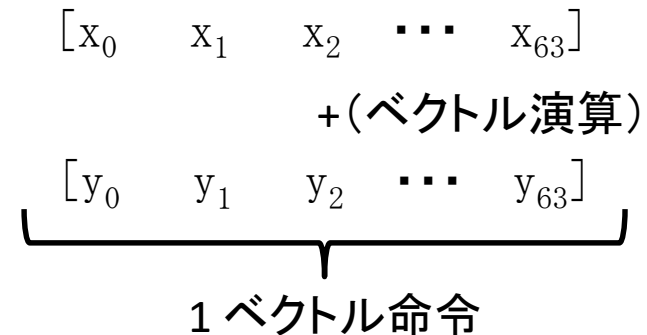 [x₀ x₁ x₂ ▪▪▪ x₆₃]
+(ベクトル演算)
[y₀ y₁ y₂ ▪▪▪ y₆₃]
1 ベクトル命令